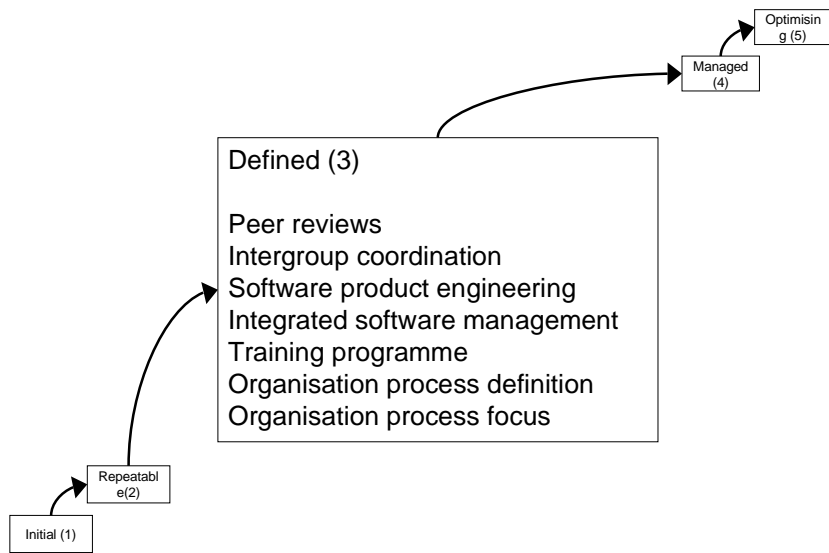 Optimisin
g (5)
Managed
(4)
Defined (3)
Peer reviews
Intergroup coordination
Software product engineering
Integrated software management
Training programme
Organisation process definition
Organisation process focus
Repeatabl
e(2)
Initial (1)